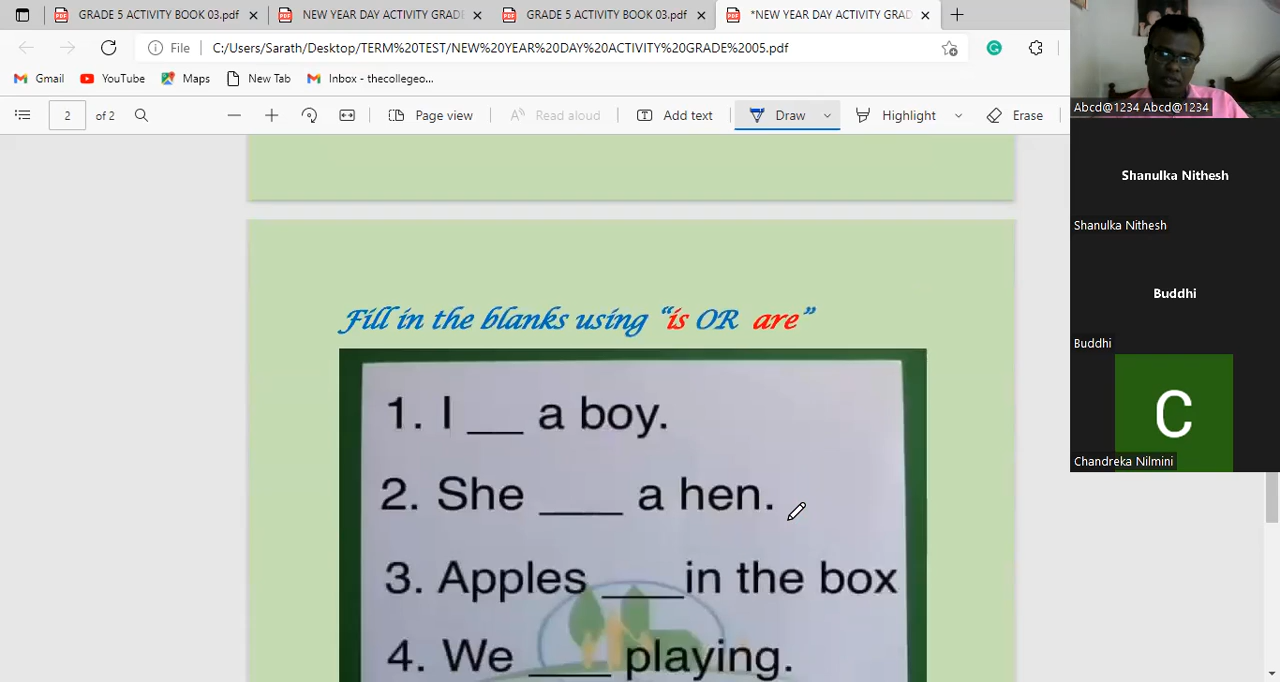 GRADE 5 ACTIVITY BOOK 03.pdf
NEW YEAR DAY ACTIVITY GRADE
GRADE 5 ACTIVITY BOOK 03.pdf
*NEW YEAR DAY ACTIVITY GRAD
File C:/Users/Sarath/Desktop/TERM%20TEST/NEW%20YEAR%20DAY%20ACTIVITY%20GRADE%2005.pdf
Gmail YouTube Maps New Tab Inbox - thecollegeo...
2 of 2 Page view Read aloud Add text Draw Highlight Erase
Fill in the blanks using “is OR are”
1. I ___ a boy.
2. She ____ a hen.
3. Apples ____in the box
4. We ____ playing.
Abcd@1234 Abcd@1234
Shanulka Nithesh
Shanulka Nithesh
Buddhi
Buddhi
C
Chandreka Nilmini